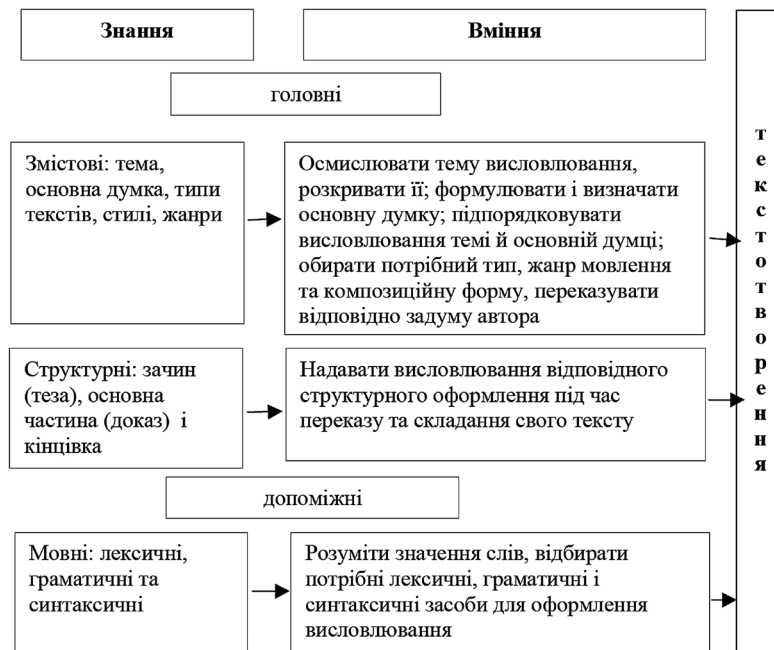 Знання
Вміння
головні
Змістові: тема,
основна думка, типи
текстів, стилі, жанри
Осмислювати тему висловлювання,
розкривати її; формулювати і визначати
основну думку; підпорядковувати
висловлювання темі й основній думці;
обирати потрібний тип, жанр мовлення
та композиційну форму, переказувати
відповідно задуму автора
Структурні: зачин
(теза), основна
частина (доказ) і
кінцівка
Надавати висловлювання відповідного
структурного оформлення під час
переказу та складання свого тексту
допоміжні
Мовні: лексичні,
граматичні та
синтаксичні
Розуміти значення слів, відбирати
потрібні лексичні, граматичні і
синтаксичні засоби для оформлення
висловлювання
текстотворення